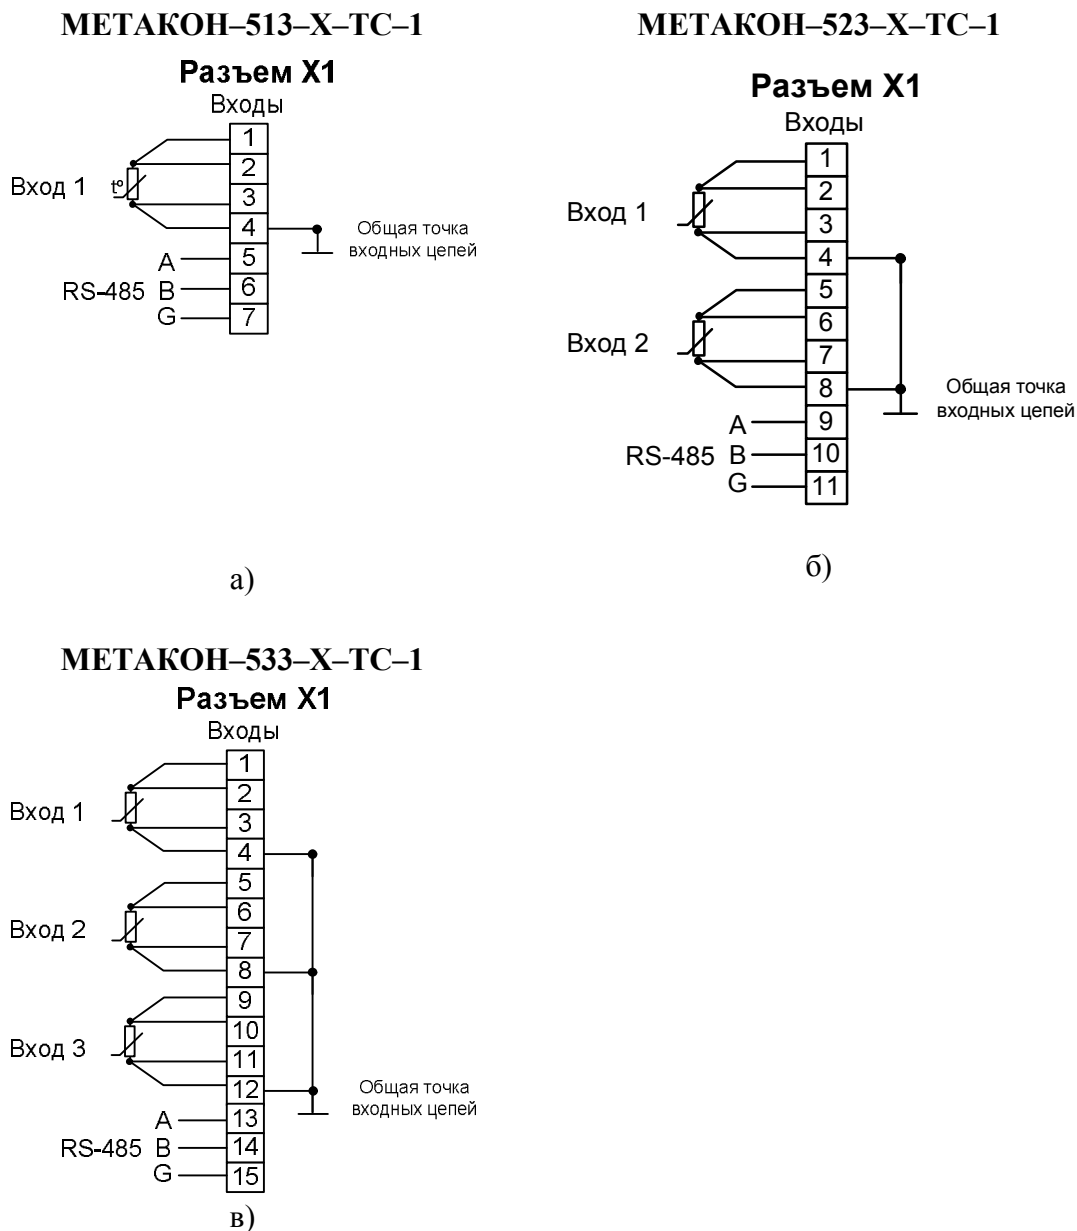 МЕТАКОН–513–Х–ТС–1
Разъем X1
Входы
1
2
Вход 1 t°
3
4
Общая точка
входных цепей
A 5
RS-485 B 6
G 7
а)
МЕТАКОН–523–Х–ТС–1
Разъем X1
Входы
1
2
Вход 1
3
4
5
6
Вход 2
7
8
Общая точка
входных цепей
A 9
RS-485 B 10
G 11
б)
МЕТАКОН–533–Х–ТС–1
Разъем X1
Входы
1
2
Вход 1
3
4
5
6
Вход 2
7
8
9
10
Вход 3
11
12
Общая точка
входных цепей
A 13
RS-485 B 14
G 15
в)